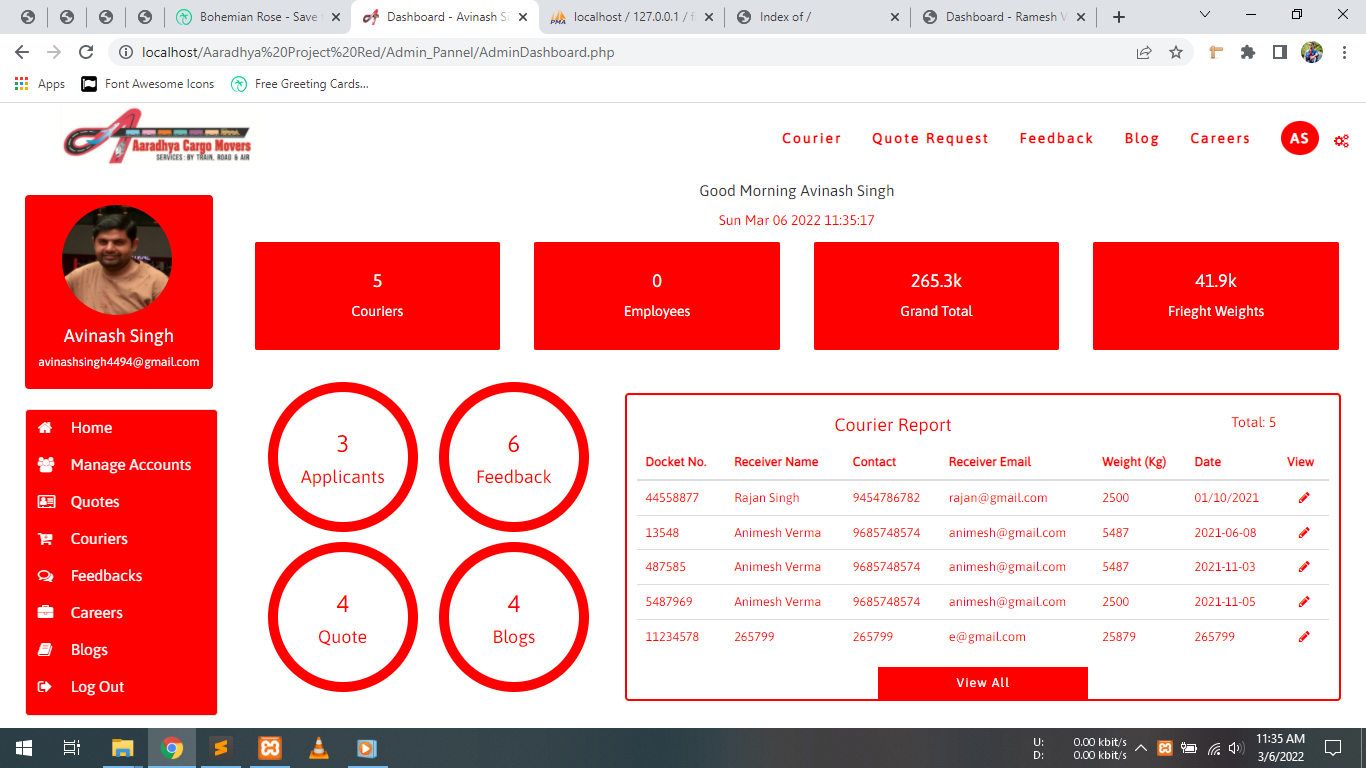 Bohemian Rose - Save t
Dashboard - Avinash Si
localhost / 127.0.0.1 / f
Index of /
Dashboard - Ramesh V
localhost/Aaradhya%20Project%20Red/Admin_Pannel/AdminDashboard.php
Apps
Font Awesome Icons
Free Greeting Cards...
Aaradhya Cargo Movers
SERVICES: BY TRAIN, ROAD & AIR
Courier
Quote Request
Feedback
Blog
Careers
AS
Good Morning Avinash Singh
Sun Mar 06 2022 11:35:17
Avinash Singh
avinashsingh4494@gmail.com
5
Couriers
0
Employees
265.3k
Grand Total
41.9k
Frieght Weights
Home
Manage Accounts
Quotes
Couriers
Feedbacks
Careers
Blogs
Log Out
3
Applicants
6
Feedback
4
Quote
4
Blogs
Courier Report
Total: 5
Docket No. Receiver Name Contact Receiver Email Weight (Kg) Date View
44558877 Rajan Singh 9454786782 rajan@gmail.com 2500 01/10/2021
13548 Animesh Verma 9685748574 animesh@gmail.com 5487 2021-06-08
487585 Animesh Verma 9685748574 animesh@gmail.com 5487 2021-11-03
5487969 Animesh Verma 9685748574 animesh@gmail.com 2500 2021-11-05
11234578 265799 265799 e@gmail.com 25879 265799
View All
U: 0.00 kbit/s
D: 0.00 kbit/s
11:35 AM
3/6/2022